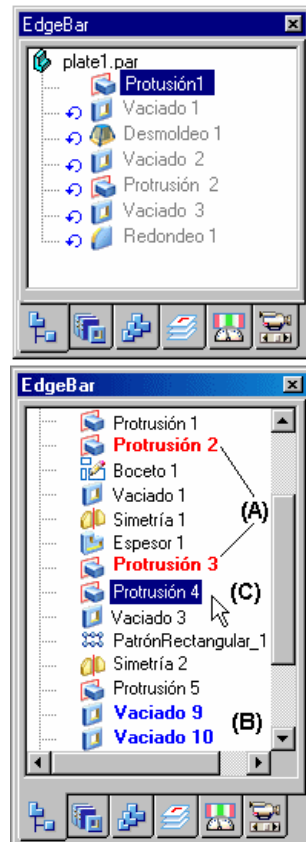 EdgeBar
plate1.par
Protusión1
Vaciado 1
Desmoldeo 1
Vaciado 2
Protrusión 2
Vaciado 3
Redondeo 1
EdgeBar
Protrusión 1
Protrusión 2
Boceto 1
Vaciado 1
(A)
Simetría 1
Espesor 1
Protrusión 3
Protrusión 4 (C)
Vaciado 3
PatrónRectangular_1
Simetría 2
Protrusión 5
Vaciado 9
(B)
Vaciado 10